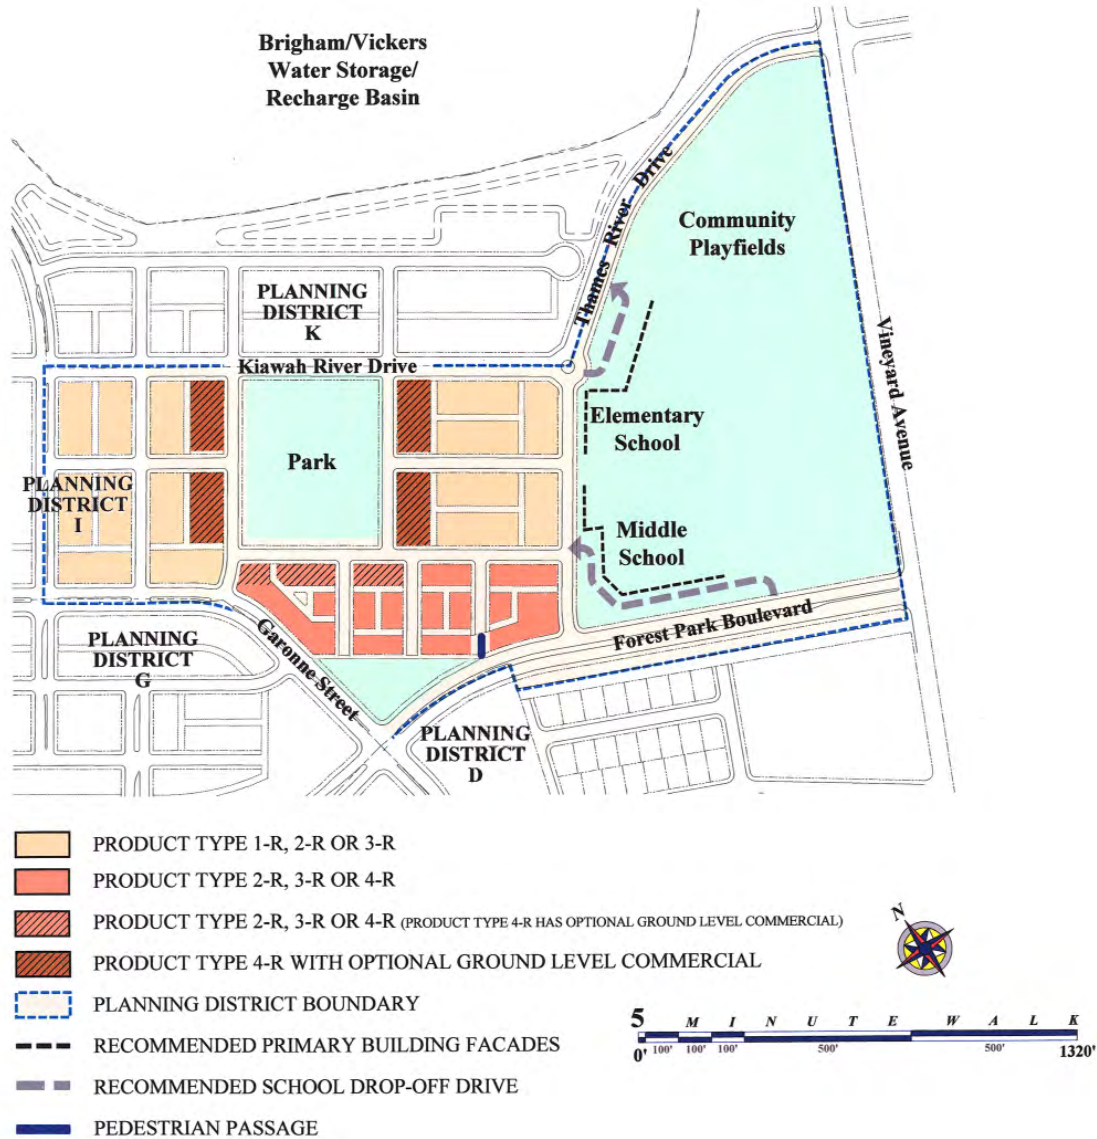 Brigham/Vickers
Water Storage/
Recharge Basin
Thames River Drive
Community
Playfields
PLANNING
DISTRICT
K
Kiawah River Drive
Vineyard Avenue
Elementary
School
Park
PLANNING
DISTRICT
I
Middle
School
Forest Park Boulevard
PLANNING
DISTRICT
G
Garonne Street
PLANNING
DISTRICT
D
PRODUCT TYPE 1-R, 2-R OR 3-R
PRODUCT TYPE 2-R, 3-R OR 4-R
PRODUCT TYPE 2-R, 3-R OR 4-R (PRODUCT TYPE 4-R HAS OPTIONAL GROUND LEVEL COMMERCIAL)
PRODUCT TYPE 4-R WITH OPTIONAL GROUND LEVEL COMMERCIAL
PLANNING DISTRICT BOUNDARY
RECOMMENDED PRIMARY BUILDING FACADES
RECOMMENDED SCHOOL DROP-OFF DRIVE
PEDESTRIAN PASSAGE
N
5 MINUTE WALK
0' 100' 100' 100' 500' 500' 1320'